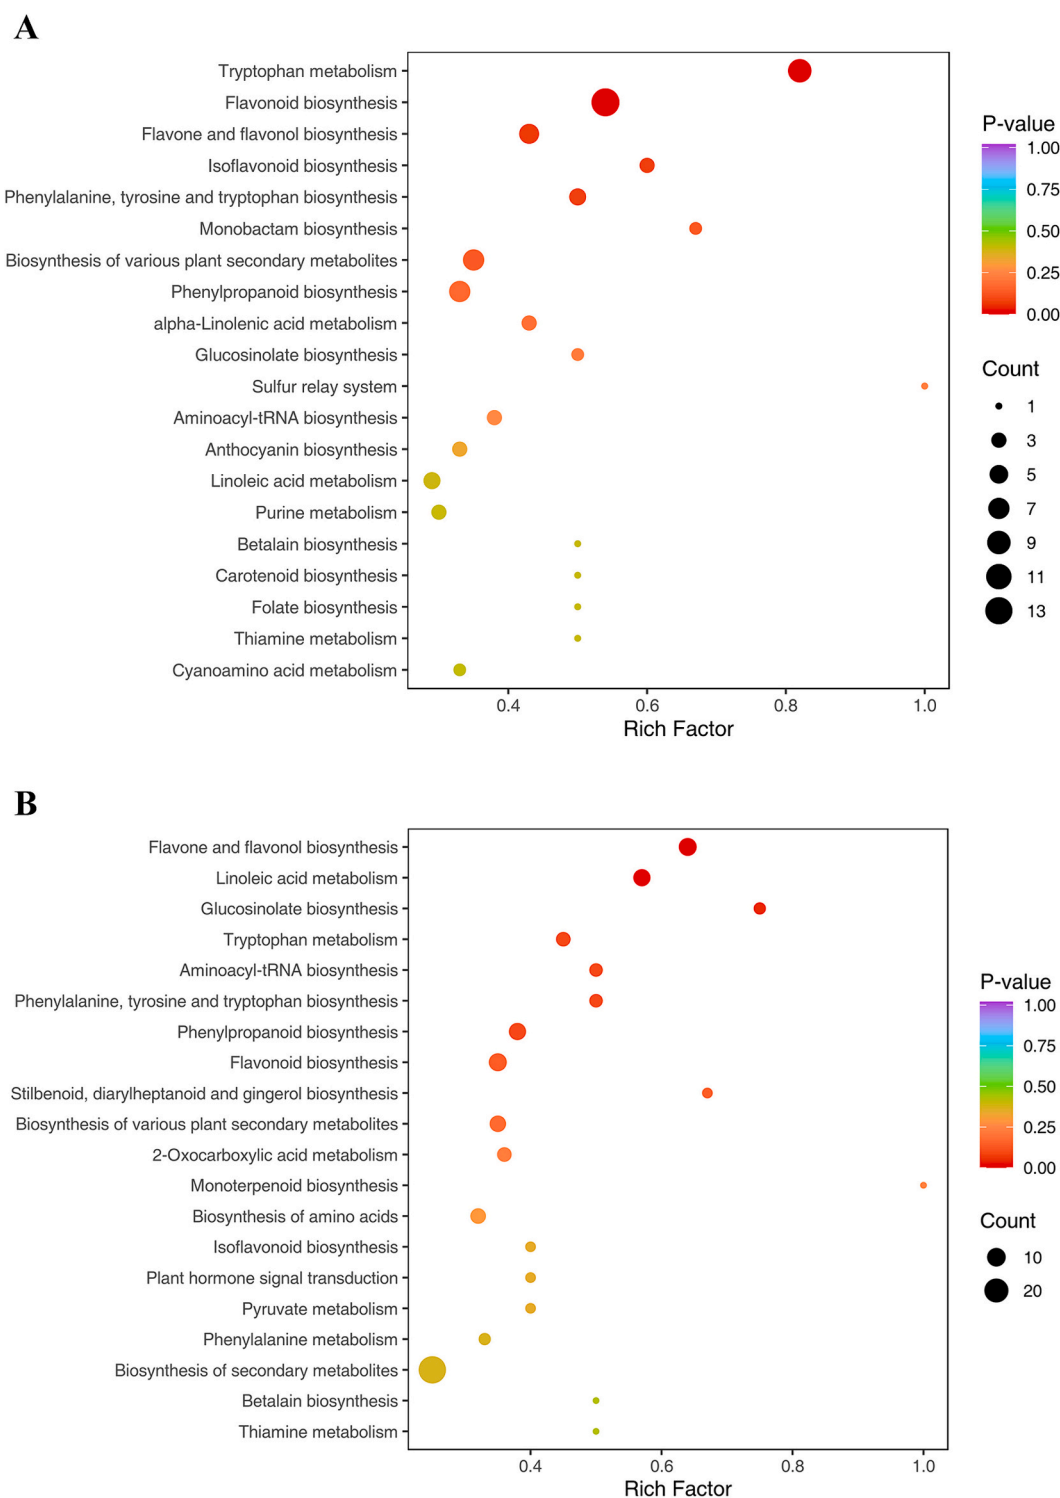 A
Tryptophan metabolism
Flavonoid biosynthesis
Flavone and flavonol biosynthesis
Isoflavonoid biosynthesis
Phenylalanine, tyrosine and tryptophan biosynthesis
Monobactam biosynthesis
Biosynthesis of various plant secondary metabolites
Phenylpropanoid biosynthesis
alpha-Linolenic acid metabolism
Glucosinolate biosynthesis
Sulfur relay system
Aminoacyl-tRNA biosynthesis
Anthocyanin biosynthesis
Linoleic acid metabolism
Purine metabolism
Betalain biosynthesis
Carotenoid biosynthesis
Folate biosynthesis
Thiamine metabolism
Cyanoamino acid metabolism
0.4 0.6 0.8 1.0
Rich Factor
P-value
1.00
0.75
0.50
0.25
0.00
Count
1
3
5
7
9
11
13
B
Flavone and flavonol biosynthesis
Linoleic acid metabolism
Glucosinolate biosynthesis
Tryptophan metabolism
Aminoacyl-tRNA biosynthesis
Phenylalanine, tyrosine and tryptophan biosynthesis
Phenylpropanoid biosynthesis
Flavonoid biosynthesis
Stilbenoid, diarylheptanoid and gingerol biosynthesis
Biosynthesis of various plant secondary metabolites
2-Oxocarboxylic acid metabolism
Monoterpenoid biosynthesis
Biosynthesis of amino acids
Isoflavonoid biosynthesis
Plant hormone signal transduction
Pyruvate metabolism
Phenylalanine metabolism
Biosynthesis of secondary metabolites
Betalain biosynthesis
Thiamine metabolism
0.4 0.6 0.8 1.0
Rich Factor
P-value
1.00
0.75
0.50
0.25
0.00
Count
10
20